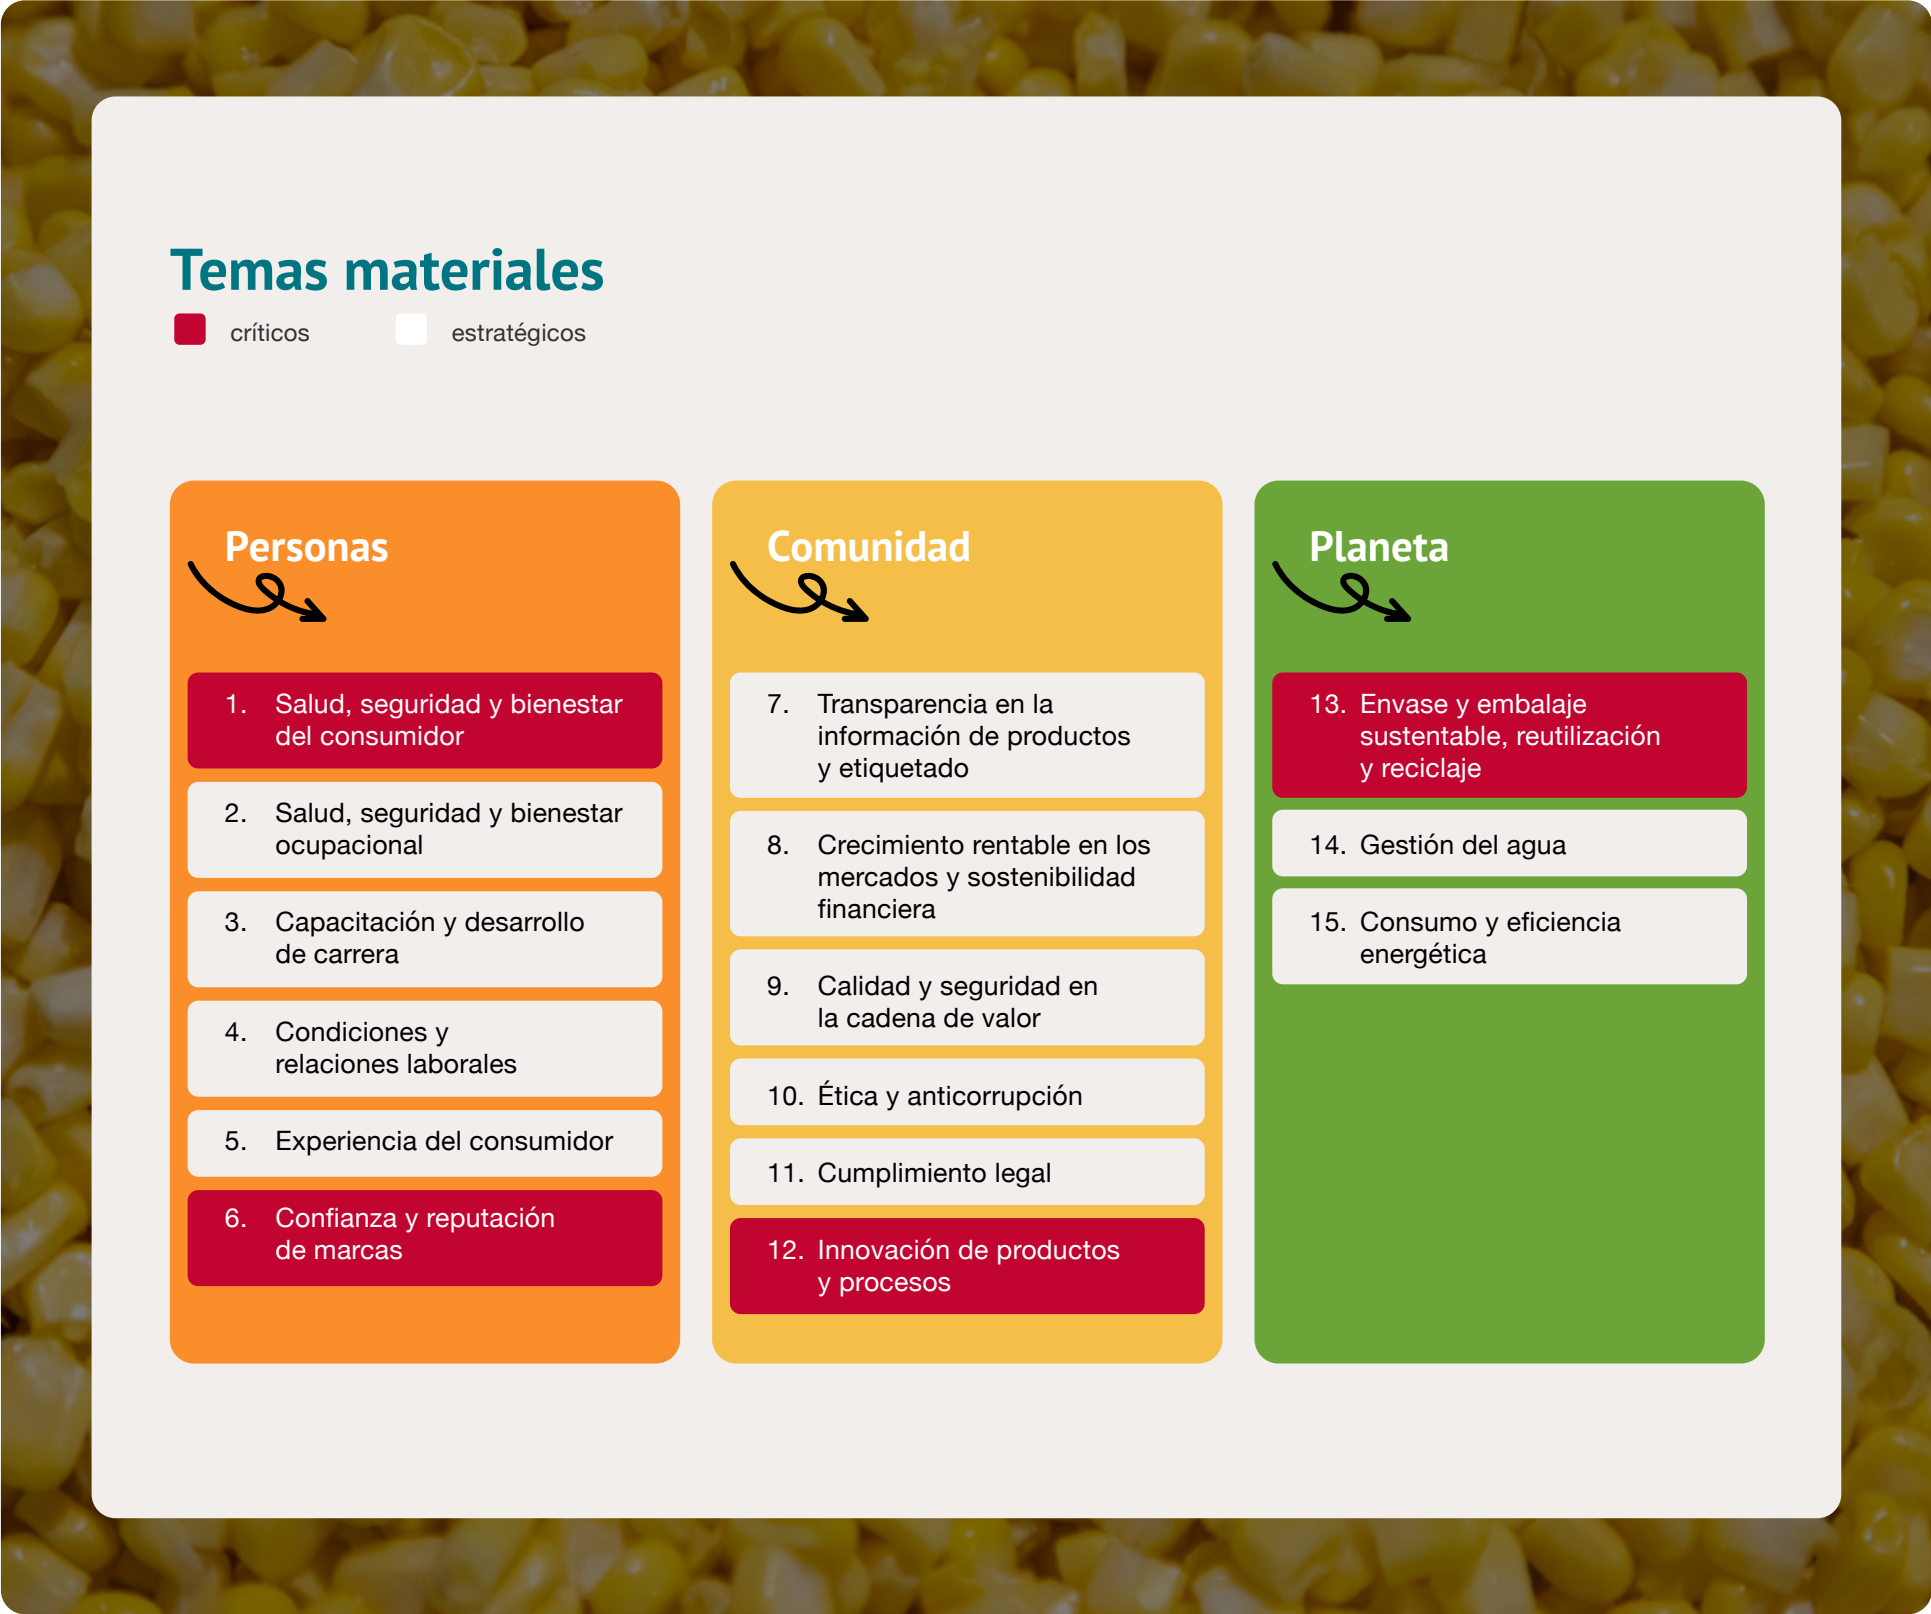 Temas materiales
críticos
estratégicos
Personas
1. Salud, seguridad y bienestar
del consumidor
2. Salud, seguridad y bienestar
ocupacional
3. Capacitación y desarrollo
de carrera
4. Condiciones y
relaciones laborales
5. Experiencia del consumidor
6. Confianza y reputación
de marcas
Comunidad
7. Transparencia en la
información de productos
y etiquetado
8. Crecimiento rentable en los
mercados y sostenibilidad
financiera
9. Calidad y seguridad en
la cadena de valor
10. Ética y anticorrupción
11. Cumplimiento legal
12. Innovación de productos
y procesos
Planeta
13. Envase y embalaje
sustentable, reutilización
y reciclaje
14. Gestión del agua
15. Consumo y eficiencia
energética